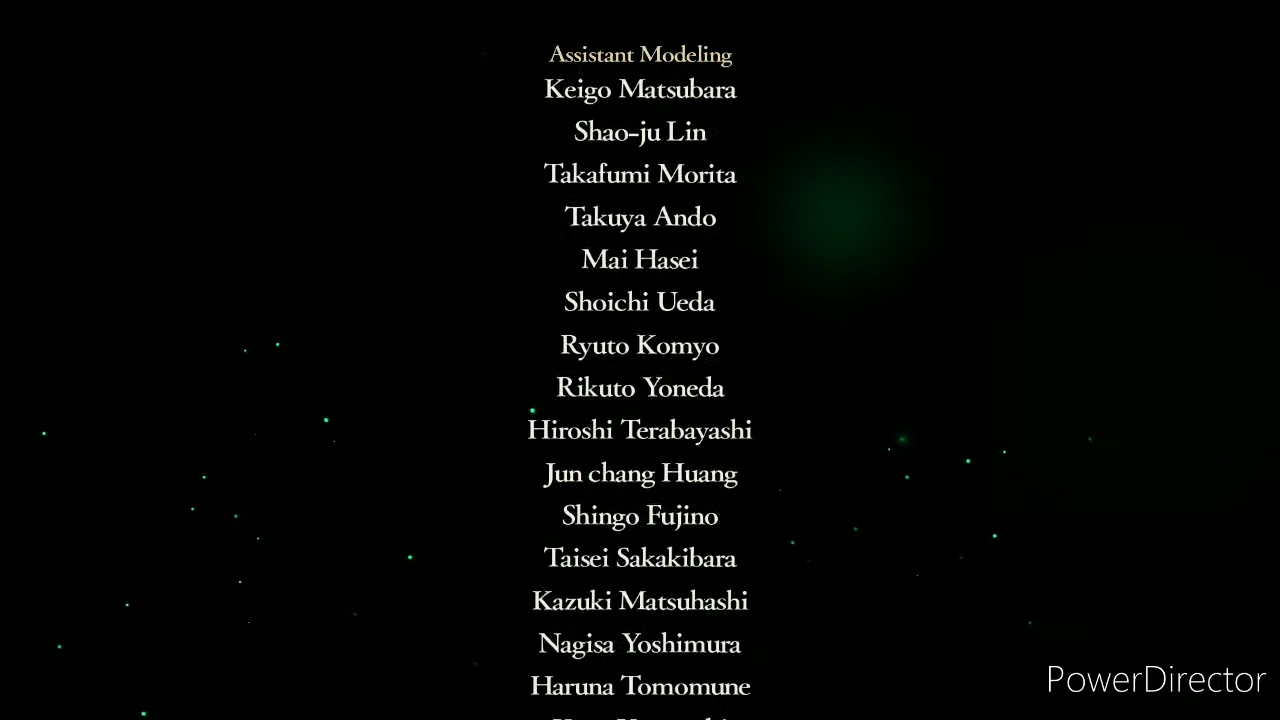 Assistant Modeling
Keigo Matsubara
Shao-ju Lin
Takafumi Morita
Takuya Ando
Mai Hasei
Shoichi Ueda
Ryuto Komyo
Rikuto Yoneda
Hiroshi Terabayashi
Jun chang Huang
Shingo Fujino
Taisei Sakakibara
Kazuki Matsuhashi
Nagisa Yoshimura
Haruna Tomomune
PowerDirector